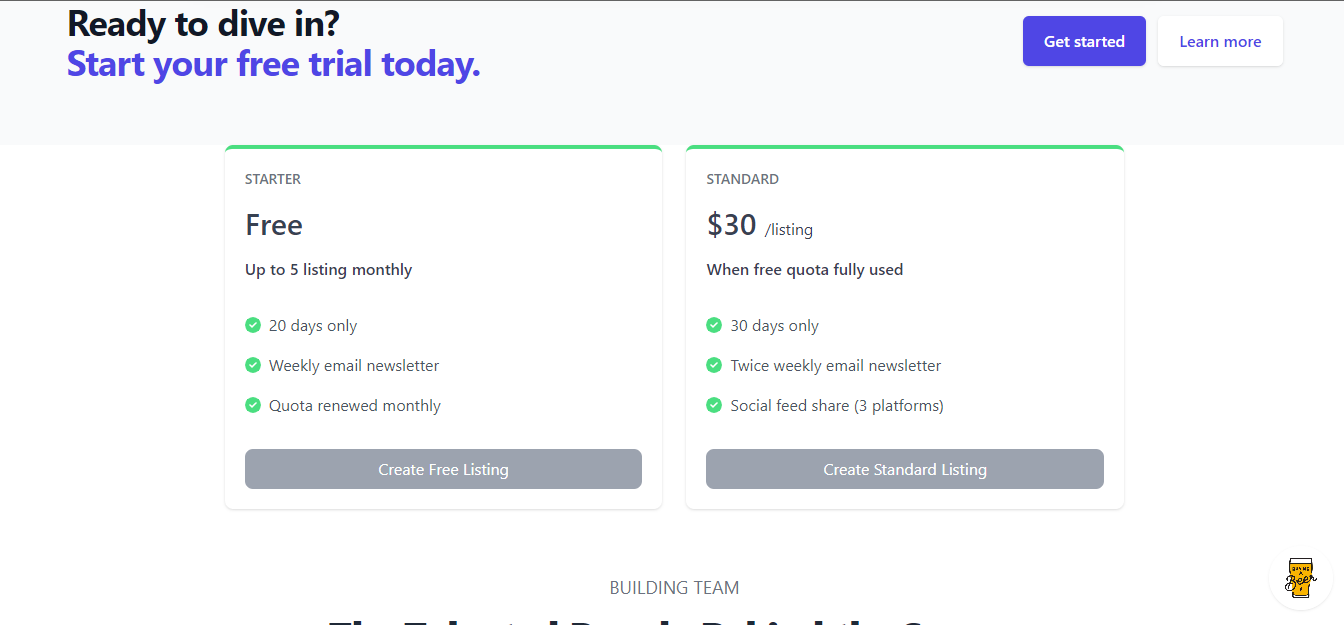 Ready to dive in?
Start your free trial today.
Get started
Learn more
STARTER
Free
Up to 5 listing monthly
20 days only
Weekly email newsletter
Quota renewed monthly
Create Free Listing
STANDARD
$30 /listing
When free quota fully used
30 days only
Twice weekly email newsletter
Social feed share (3 platforms)
Create Standard Listing
BUY ME
A
Beer
BUILDING TEAM